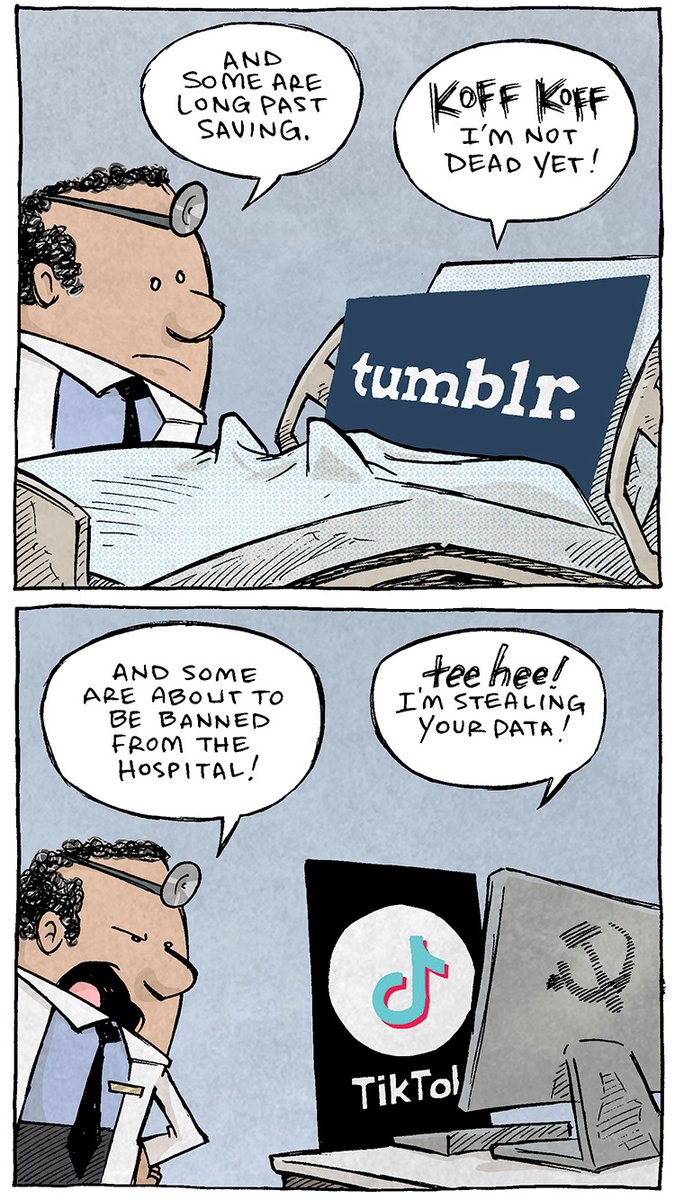 AND
SOME ARE
LONG PAST
SAVING.
KOFF KOFF
I'M NOT
DEAD YET!
tumblr.
AND SOME
ARE ABOUT TO
BE BANNED
FROM THE
HOSPITAL!
tee hee!
I'M STEALING
YOUR DATA!
TikTok